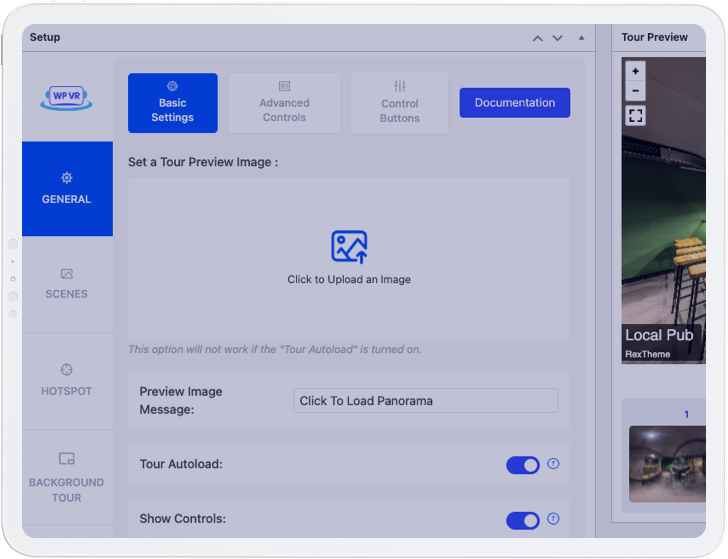 Setup
Tour Preview
WP VR
Basic
Settings
Advanced
Controls
Control
Buttons
Documentation
GENERAL
SCENES
HOTSPOT
BACKGROUND
TOUR
Set a Tour Preview Image :
Click to Upload an Image
This option will not work if the "Tour Autoload" is turned on.
Preview Image
Message:
Click To Load Panorama
Tour Autoload:
?
Show Controls:
?
+
−
Local Pub
RexTheme
1